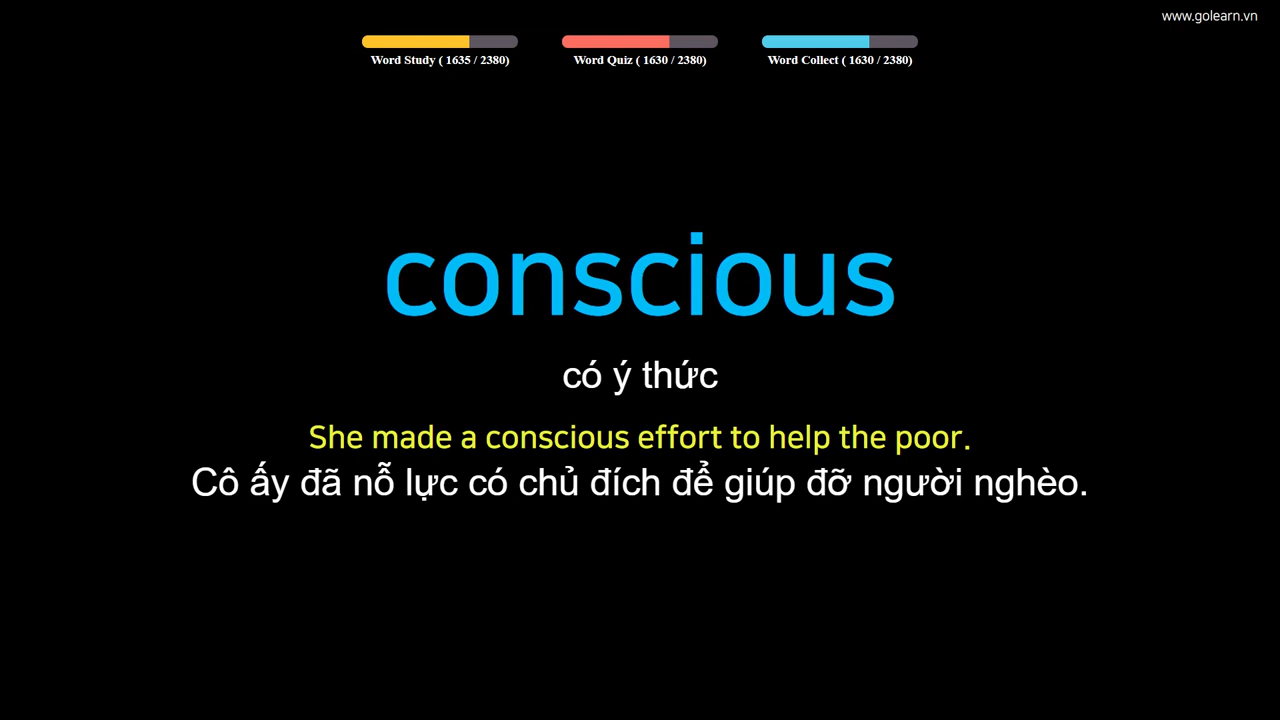 www.golearn.vn
Word Study ( 1635 / 2380)
Word Quiz ( 1630 / 2380)
Word Collect ( 1630 / 2380)
conscious
có ý thức
She made a conscious effort to help the poor.
Cô ấy đã nỗ lực có chủ đích để giúp đỡ người nghèo.